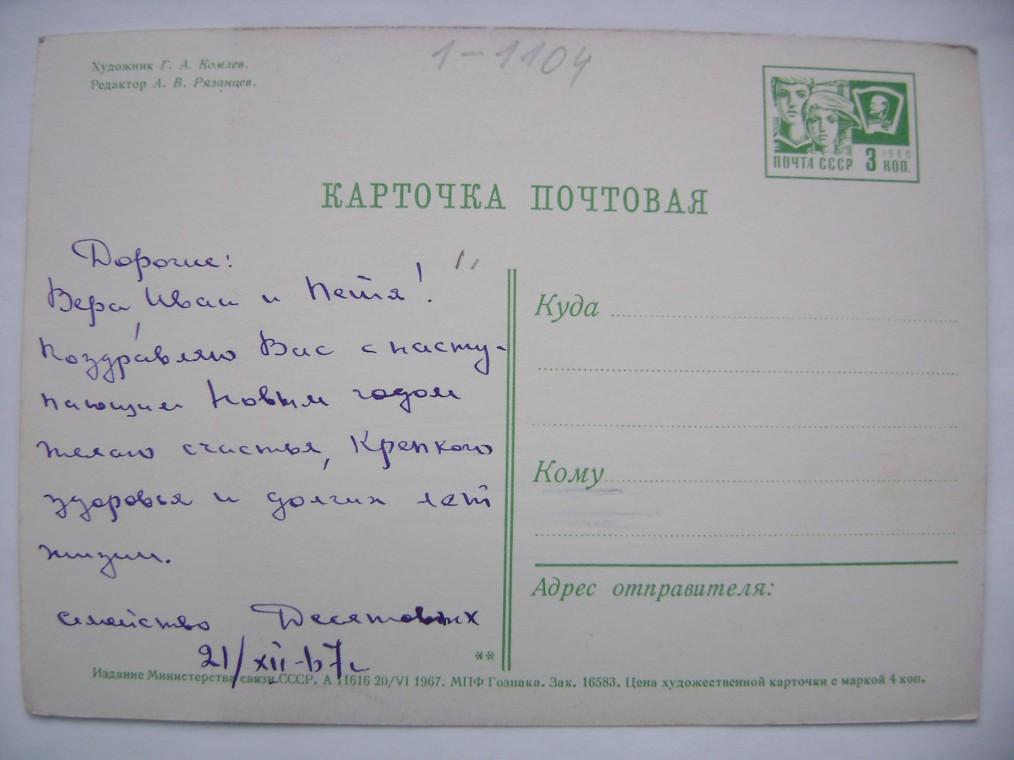 1-1104
Художник Г. А. Комлев.
Редактор А. В. Рязанцев.
ПОЧТА СССР 3 КОП.
1966
КАРТОЧКА ПОЧТОВАЯ
Дорогие:
Вера, Иван и Петя!
Поздравляю Вас с насту-
пающим Новым годом
желаю счастья, Крепкого
здоровья и долгих лет
жизни.
семейство Десятовых
21/XII-67г
Куда
Кому
Адрес отправителя:
**
Издание Министерства связи СССР. А 11616 20/VI 1967. МПФ Гознака. Зак. 16583. Цена художественной карточки с маркой 4 коп.